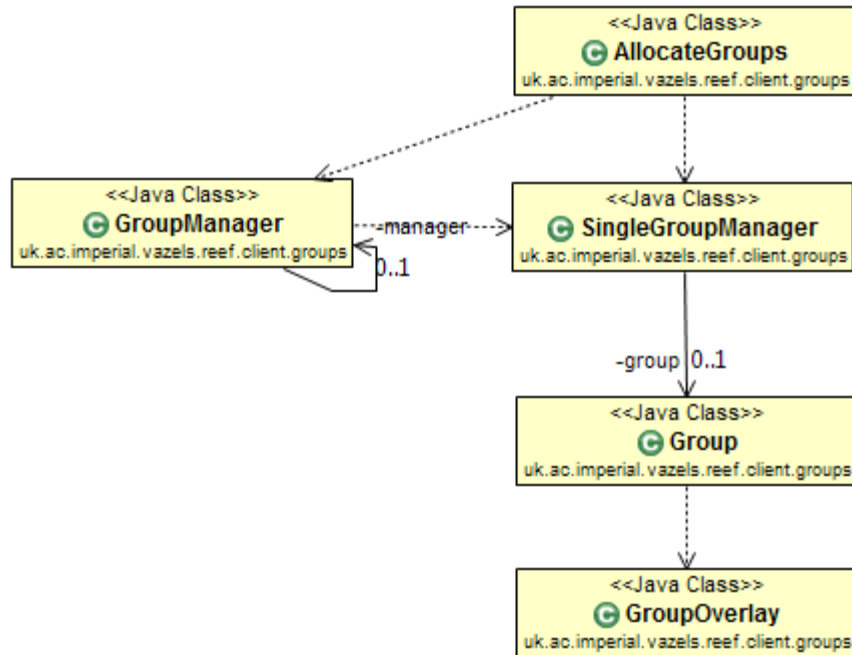 <<Java Class>>
C AllocateGroups
uk.ac.imperial.vazels.reef.client.groups
<<Java Class>>
C GroupManager
uk.ac.imperial.vazels.reef.client.groups
-manager
0..1
<<Java Class>>
C SingleGroupManager
uk.ac.imperial.vazels.reef.client.groups
-group 0..1
<<Java Class>>
C Group
uk.ac.imperial.vazels.reef.client.groups
<<Java Class>>
C GroupOverlay
uk.ac.imperial.vazels.reef.client.groups